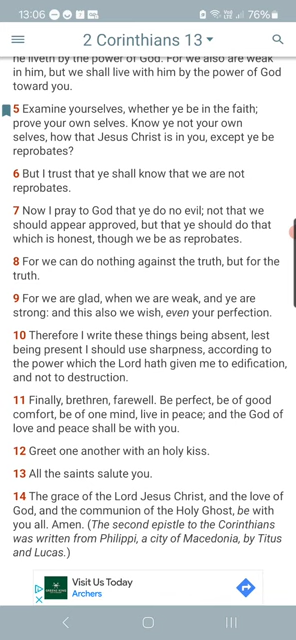 13:06
76%
2 Corinthians 13
he liveth by the power of God. For we also are weak
in him, but we shall live with him by the power of God
toward you.
5 Examine yourselves, whether ye be in the faith;
prove your own selves. Know ye not your own
selves, how that Jesus Christ is in you, except ye be
reprobates?
6 But I trust that ye shall know that we are not
reprobates.
7 Now I pray to God that ye do no evil; not that we
should appear approved, but that ye should do that
which is honest, though we be as reprobates.
8 For we can do nothing against the truth, but for the
truth.
9 For we are glad, when we are weak, and ye are
strong: and this also we wish, even your perfection.
10 Therefore I write these things being absent, lest
being present I should use sharpness, according to
the power which the Lord hath given me to edification,
and not to destruction.
11 Finally, brethren, farewell. Be perfect, be of good
comfort, be of one mind, live in peace; and the God of
love and peace shall be with you.
12 Greet one another with an holy kiss.
13 All the saints salute you.
14 The grace of the Lord Jesus Christ, and the love of
God, and the communion of the Holy Ghost, be with
you all. Amen. (The second epistle to the Corinthians
was written from Philippi, a city of Macedonia, by Titus
and Lucas.)
Visit Us Today
Archers